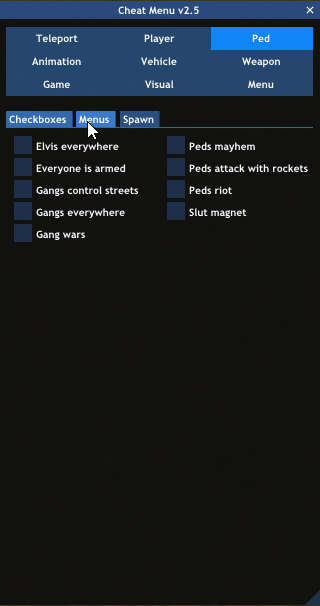 Cheat Menu v2.5
Teleport Player Ped
Animation Vehicle Weapon
Game Visual Menu
Checkboxes Menus Spawn
Elvis everywhere Peds mayhem
Everyone is armed Peds attack with rockets
Gangs control streets Peds riot
Gangs everywhere Slut magnet
Gang wars